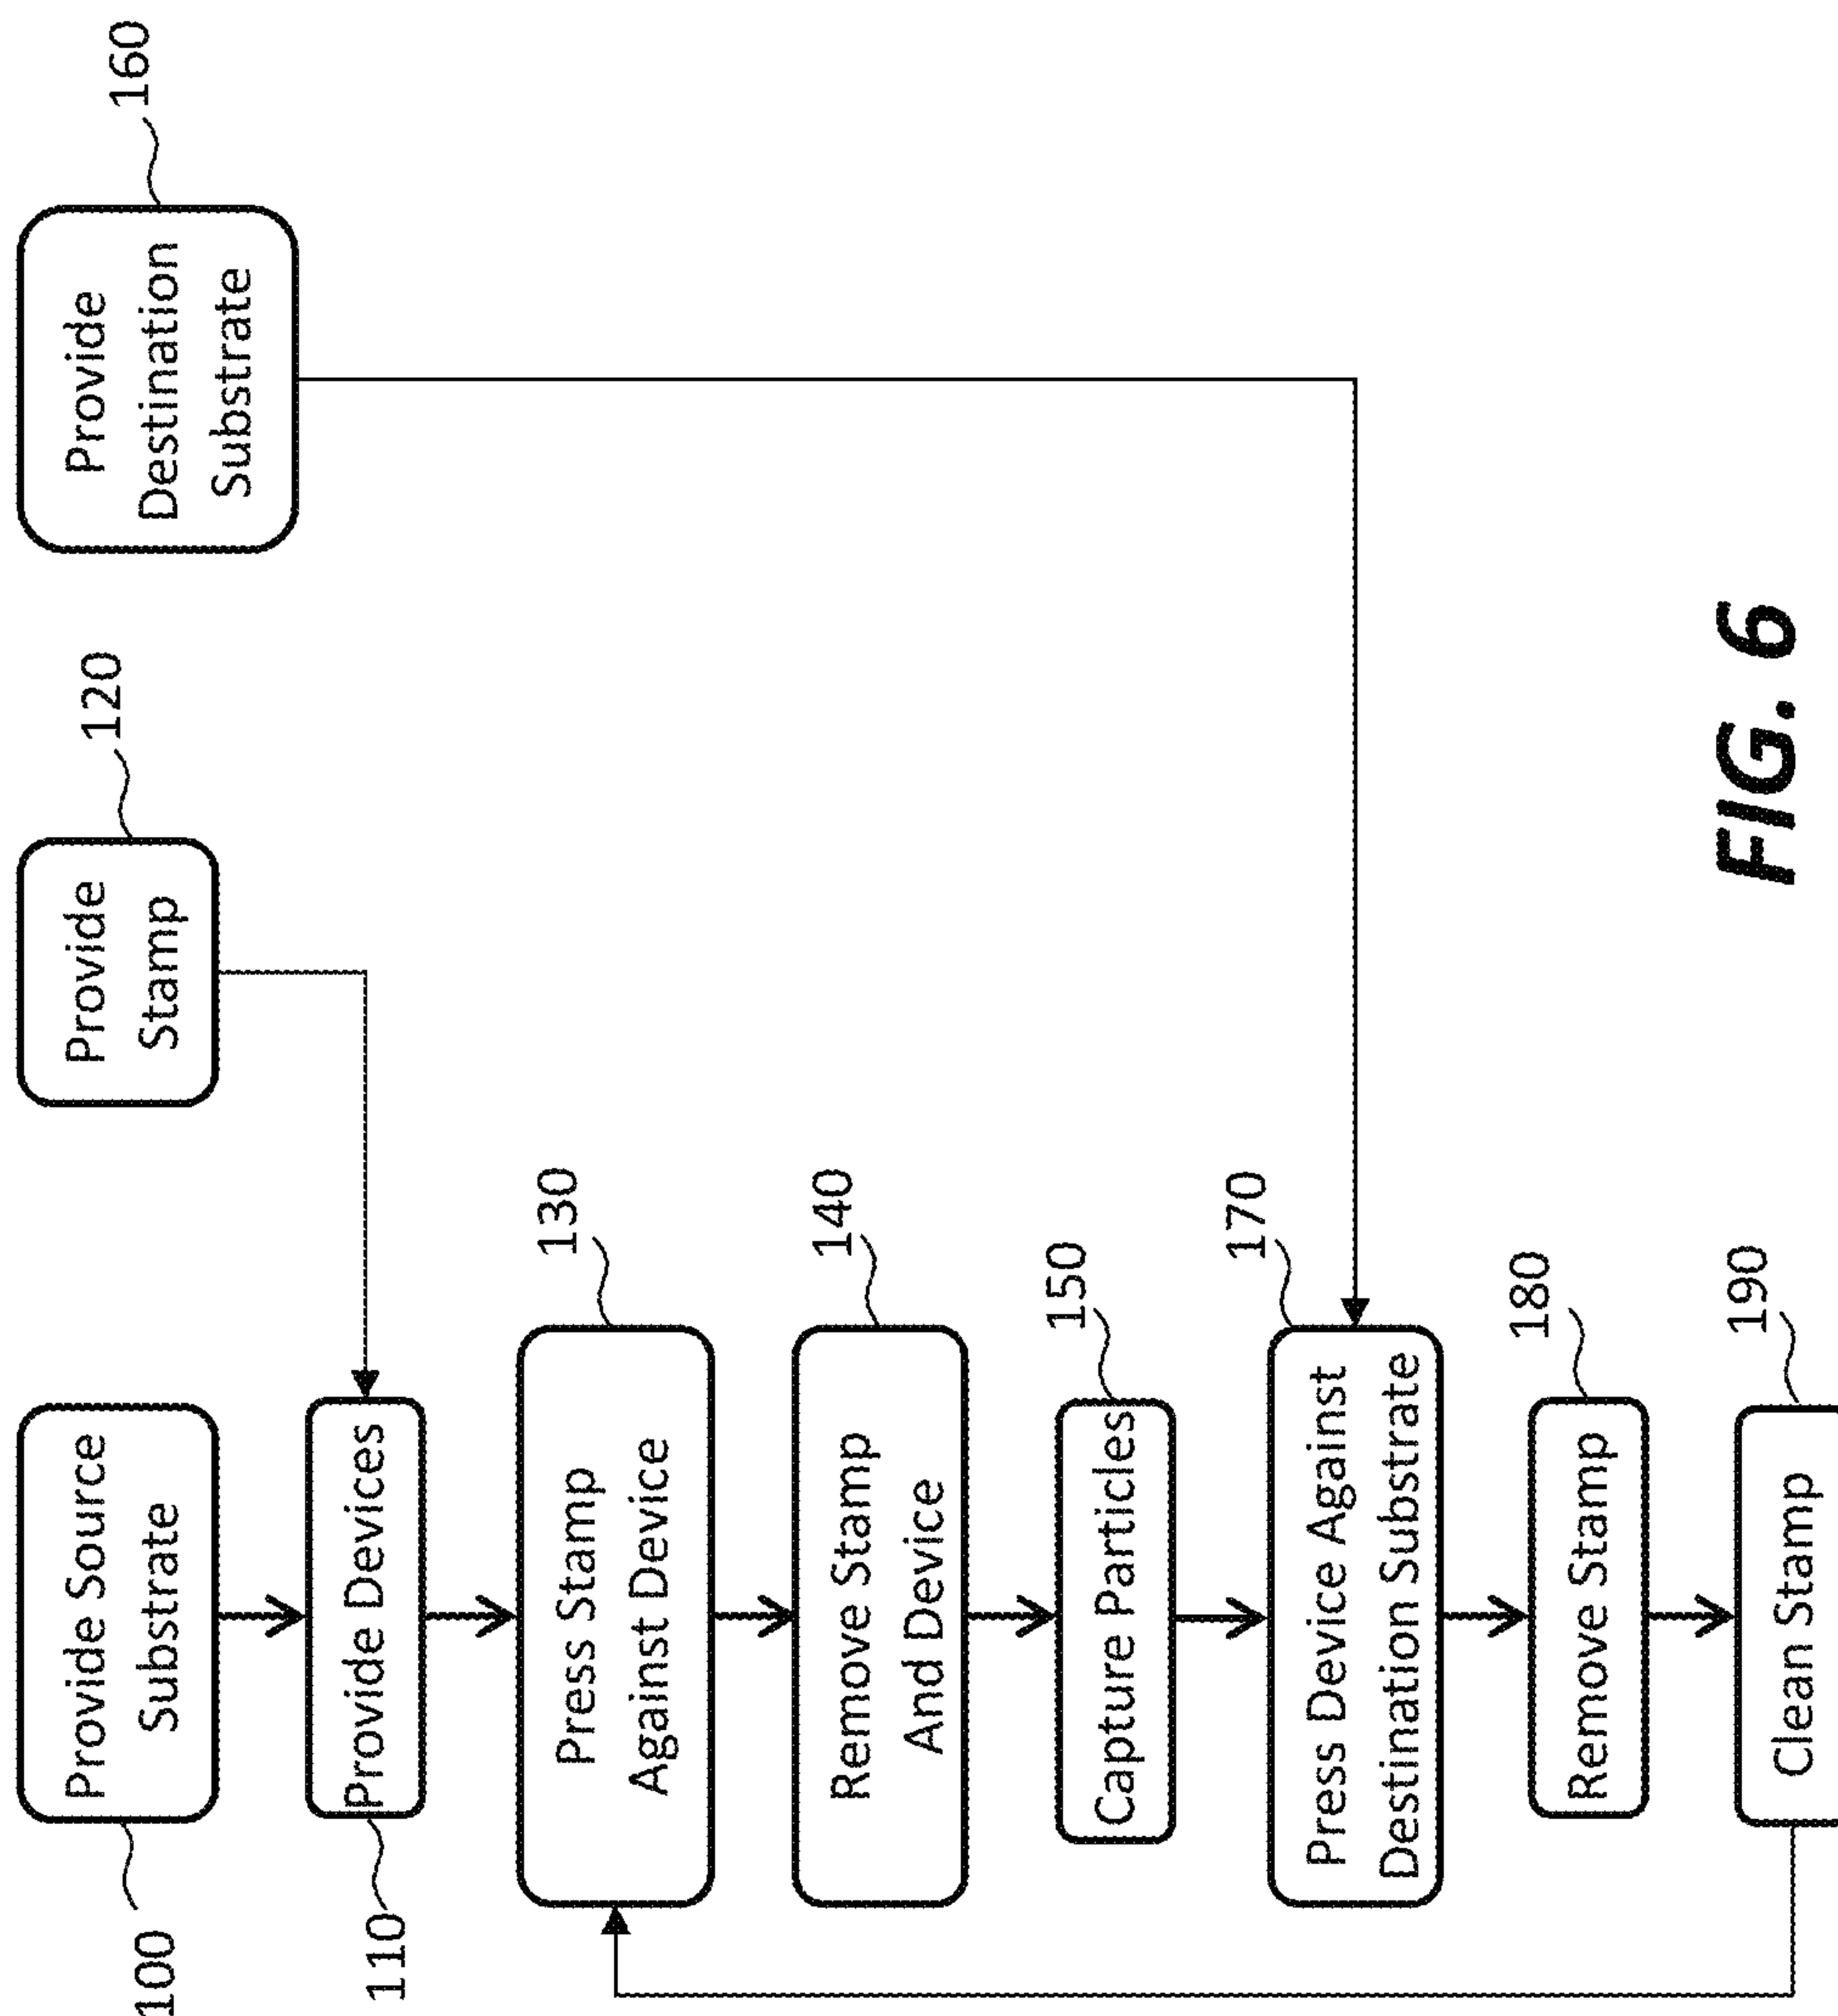 Provide Source
Substrate
100
Provide
Stamp
120
Provide
Destination
Substrate
160
Provide Devices
110
Press Stamp
Against Device
130
Remove Stamp
And Device
140
Capture Particles
150
Press Device Against
Destination Substrate
170
Remove Stamp
180
Clean Stamp
190
FIG. 6